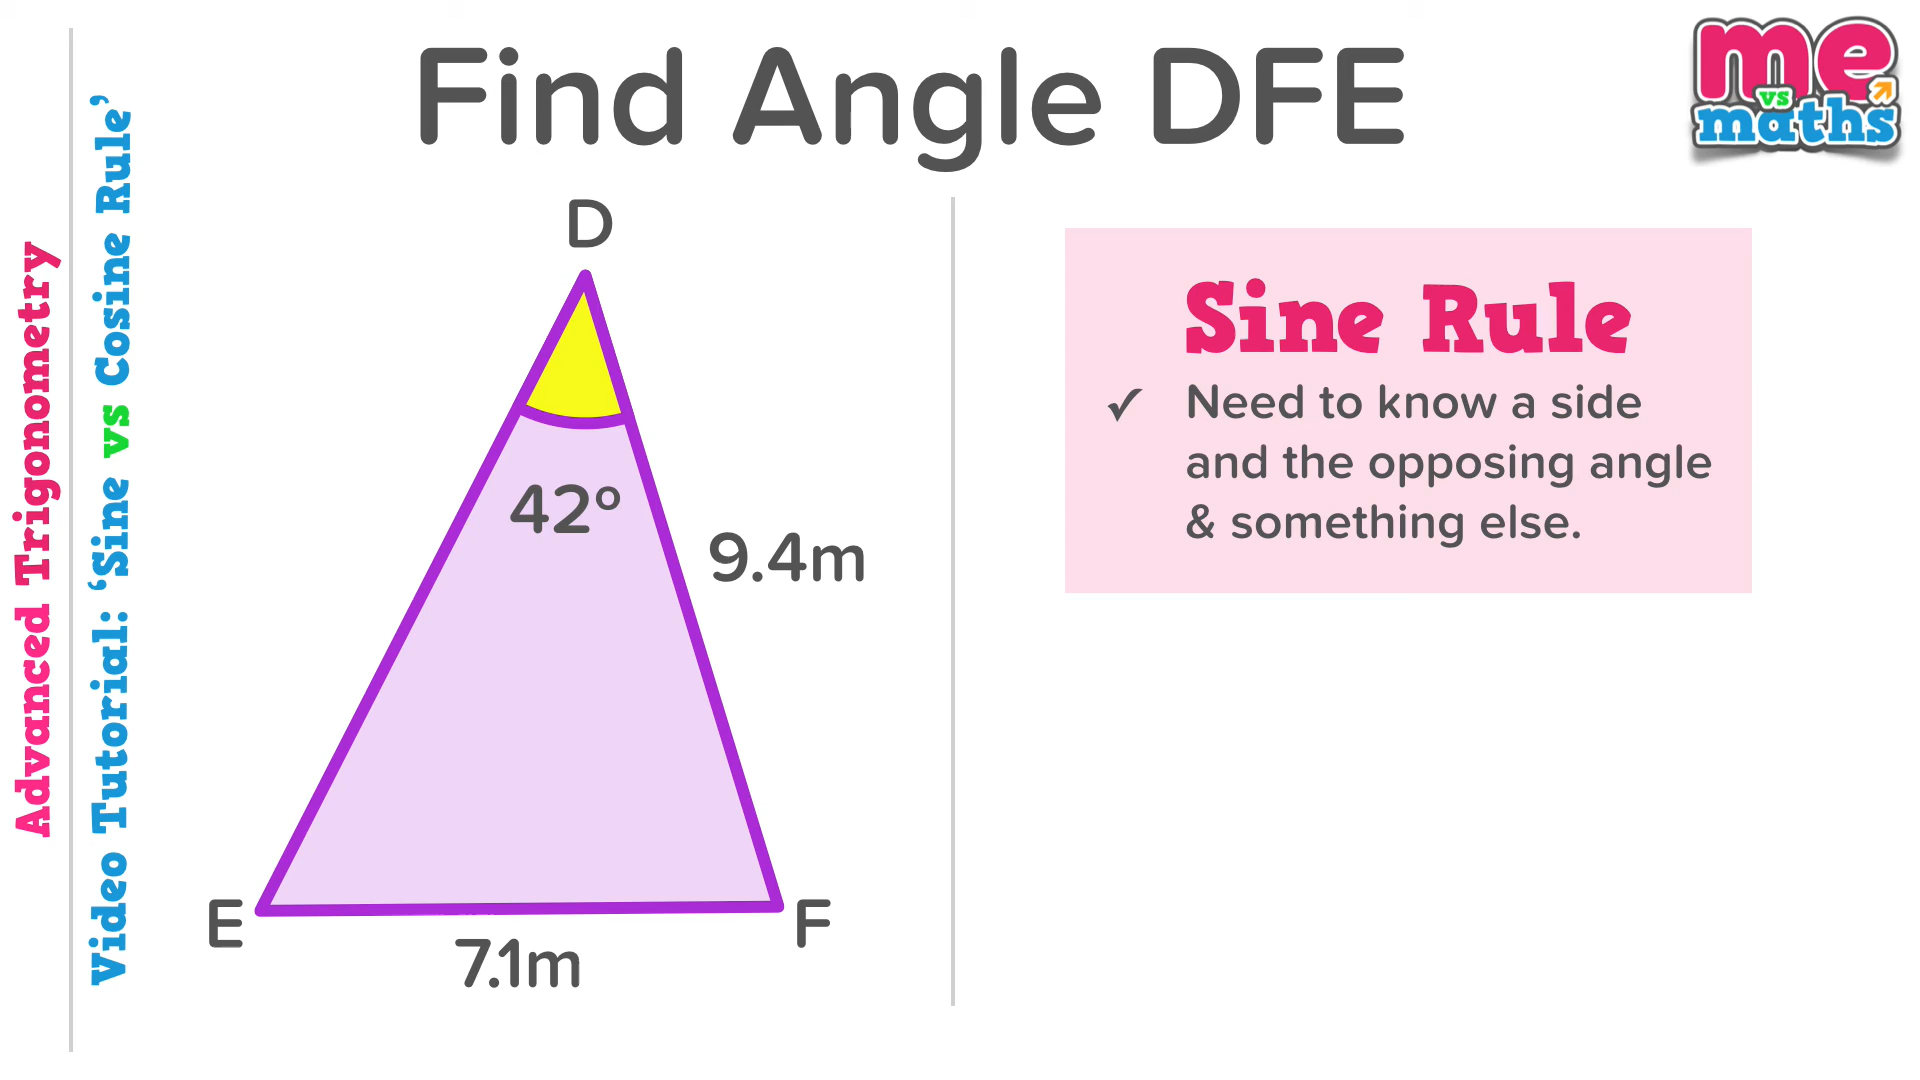 Find Angle DFE
me
vs
maths
Advanced Trigonometry
Video Tutorial: ‘Sine vs Cosine Rule’
D
42º
9.4m
E
F
7.1m
Sine Rule
✓ Need to know a side
and the opposing angle
& something else.